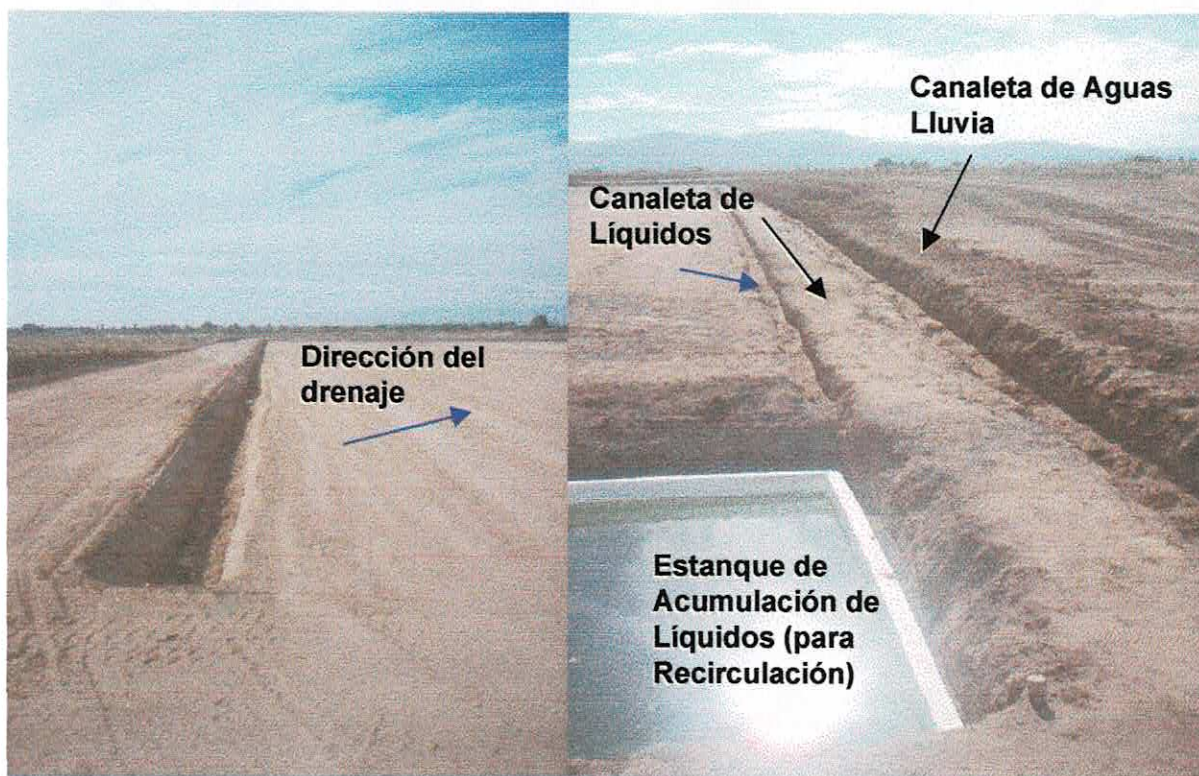 Dirección del
drenaje
Canaleta de Aguas
Lluvia
Canaleta de
Líquidos
Estanque de
Acumulación de
Líquidos (para
Recirculación)